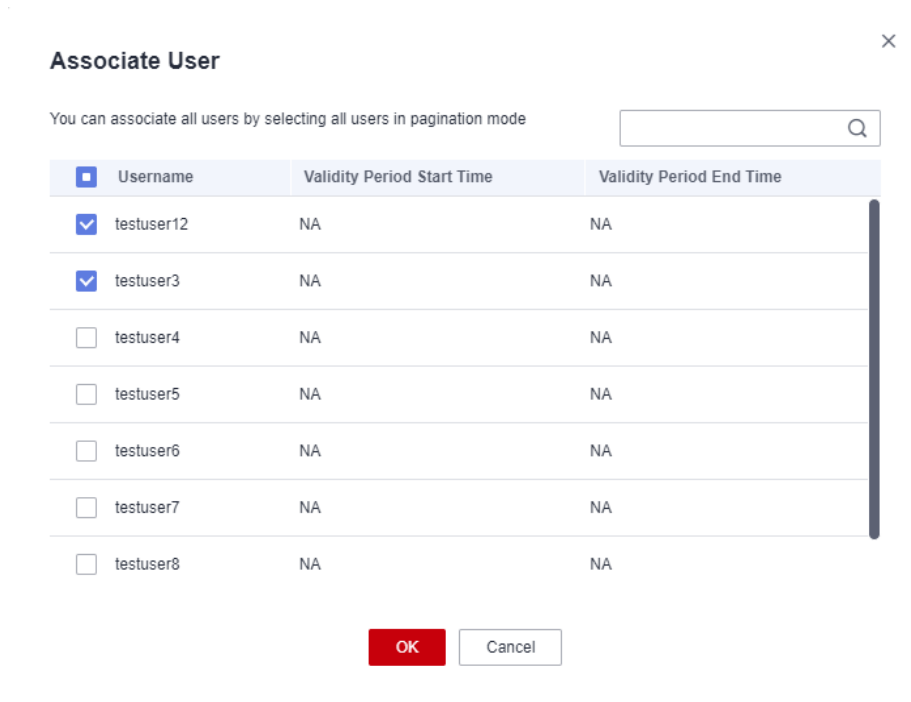 Associate User
You can associate all users by selecting all users in pagination mode
Username Validity Period Start Time Validity Period End Time
testuser12 NA NA
testuser3 NA NA
testuser4 NA NA
testuser5 NA NA
testuser6 NA NA
testuser7 NA NA
testuser8 NA NA
OK Cancel